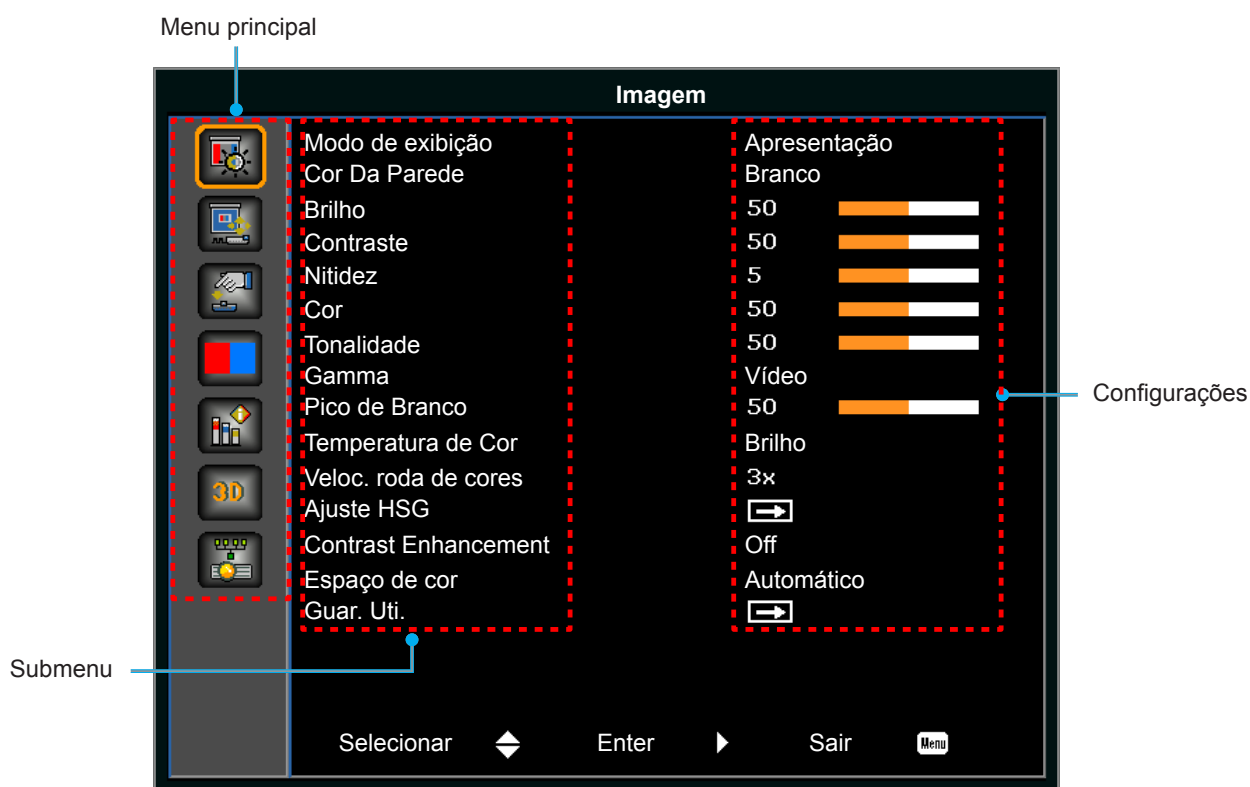 Menu principal
Imagem
Modo de exibição Apresentação
Cor Da Parede Branco
Brilho 50
Contraste 50
Nitidez 5
Cor 50
Tonalidade 50
Gamma Vídeo
Pico de Branco 50
Configurações
Temperatura de Cor Brilho
Veloc. roda de cores 3x
3D
Ajuste HSG
Contrast Enhancement Off
Espaço de cor Automático
Guar. Uti.
Submenu
Selecionar Enter Sair Menu